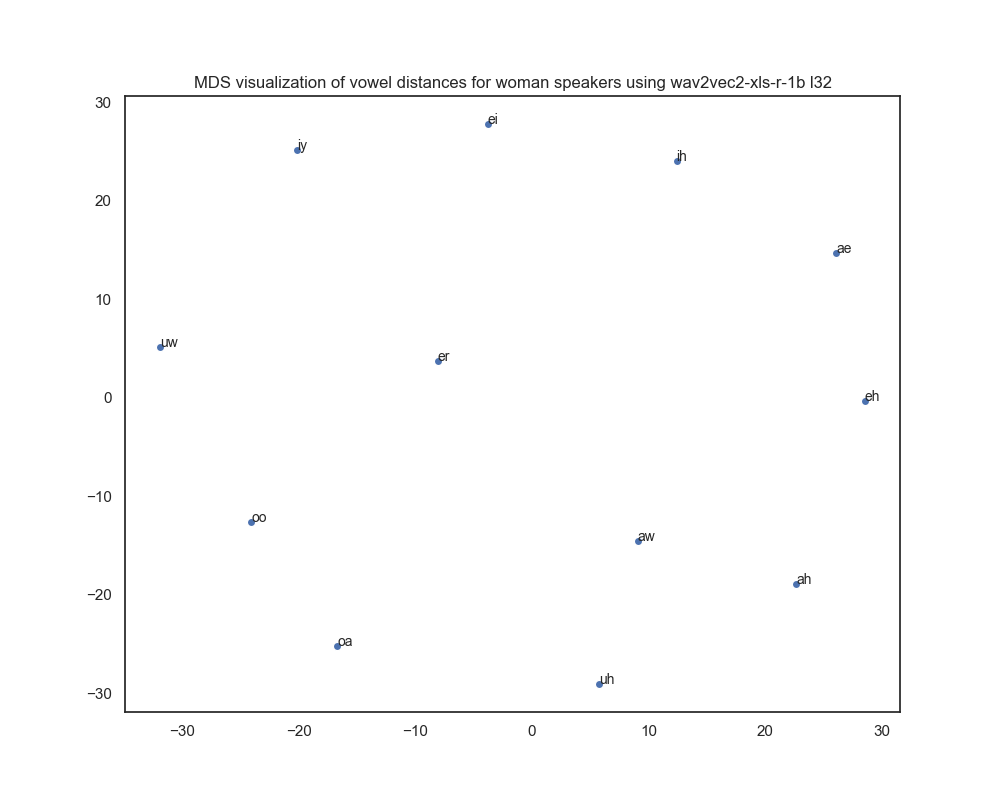 MDS visualization of vowel distances for woman speakers using wav2vec2-xls-r-1b l32
30
ei
iy
ih
20
ae
10
uw
er
0
eh
−10
oo
aw
ah
−20
oa
uh
−30
−30 −20 −10 0 10 20 30